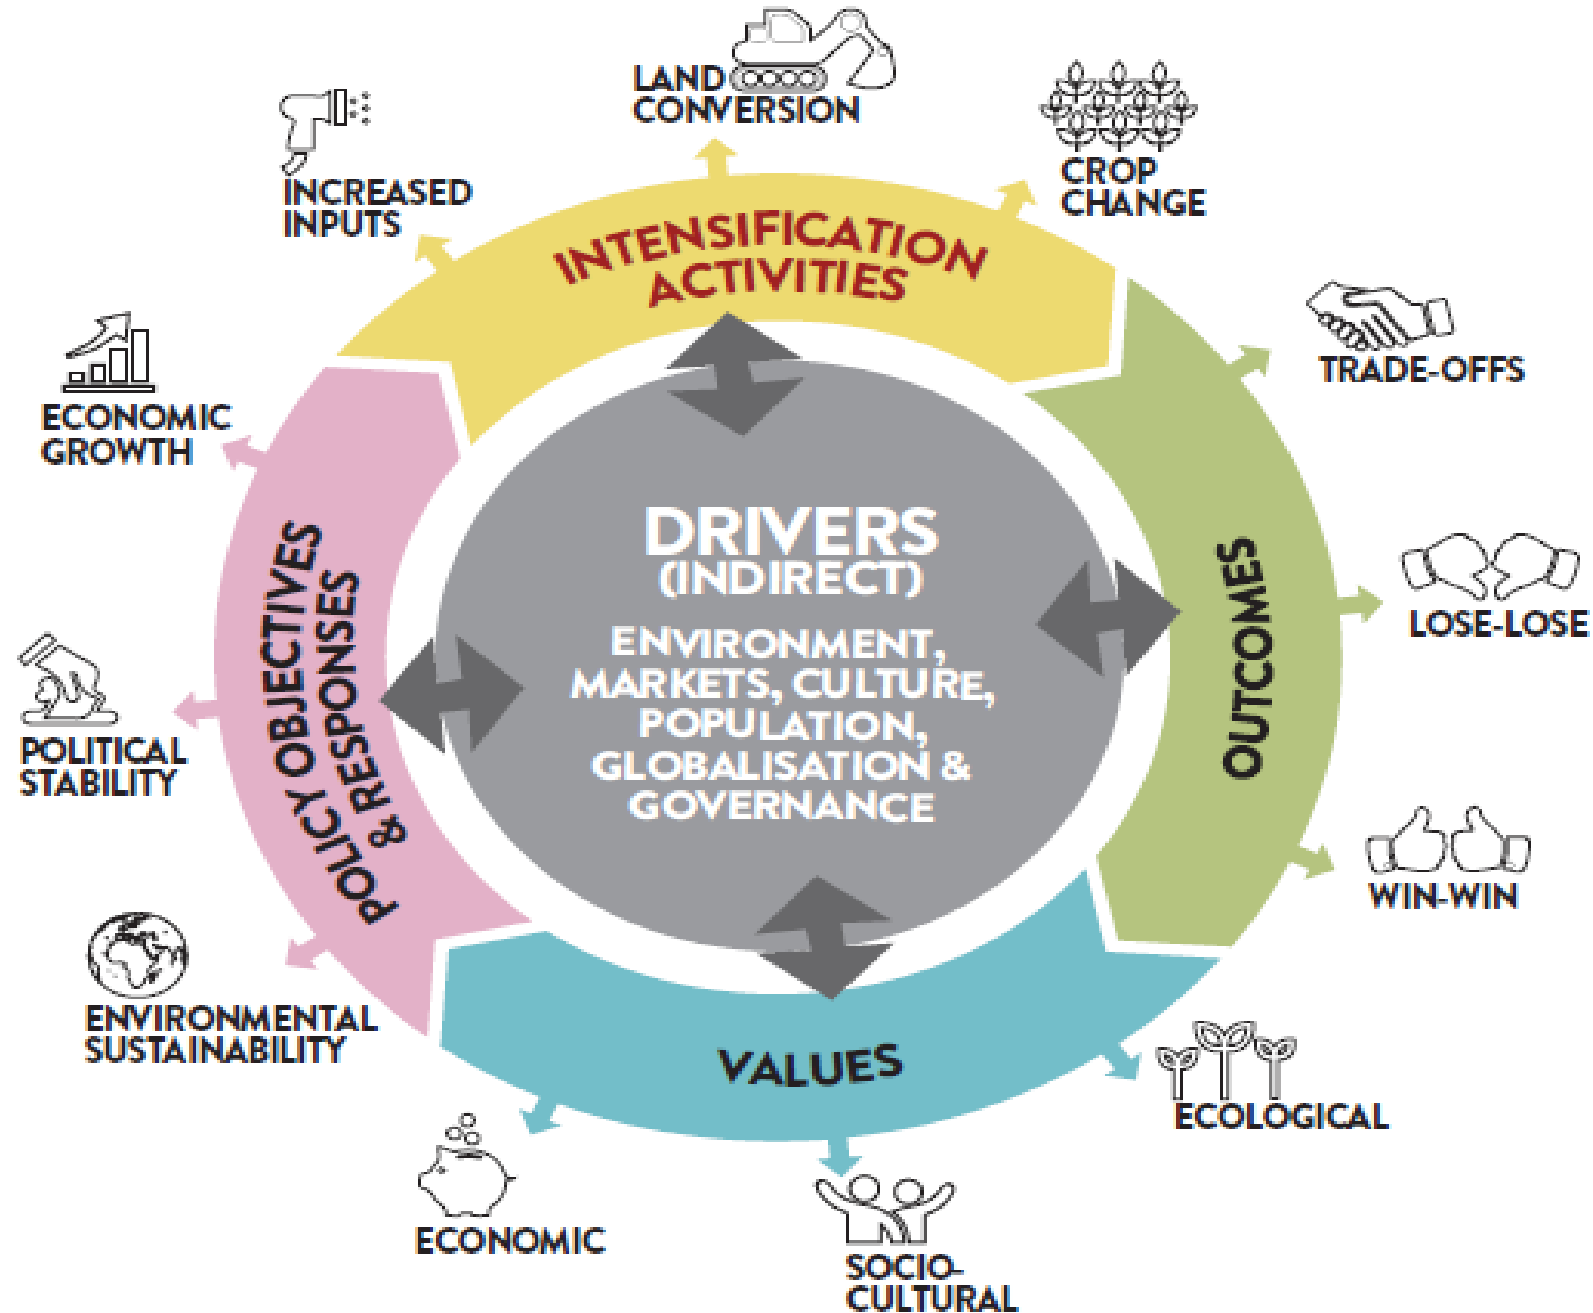 LAND
CONVERSION
CROP
CHANGE
INCREASED
INPUTS
INTENSIFICATION
ACTIVITIES
TRADE-OFFS
ECONOMIC
GROWTH
DRIVERS
(INDIRECT)
ENVIRONMENT,
MARKETS, CULTURE,
POPULATION,
GLOBALISATION &
GOVERNANCE
OUTCOMES
LOSE-LOSE
POLICY OBJECTIVES
& RESPONSES
POLITICAL
STABILITY
WIN-WIN
ENVIRONMENTAL
SUSTAINABILITY
VALUES
ECOLOGICAL
ECONOMIC
SOCIO-
CULTURAL